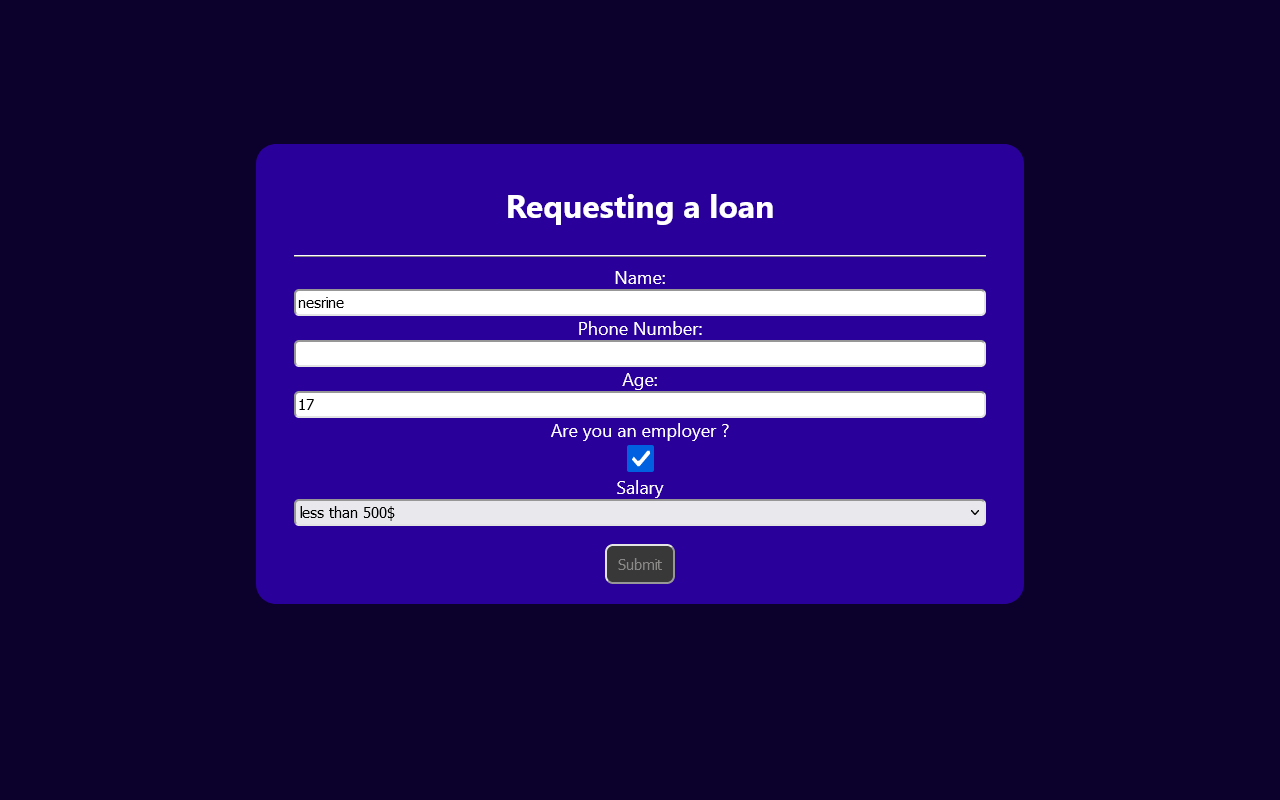 Requesting a loan
Name:
nesrine
Phone Number:
Age:
17
Are you an employer ?
Salary
less than 500$
Submit